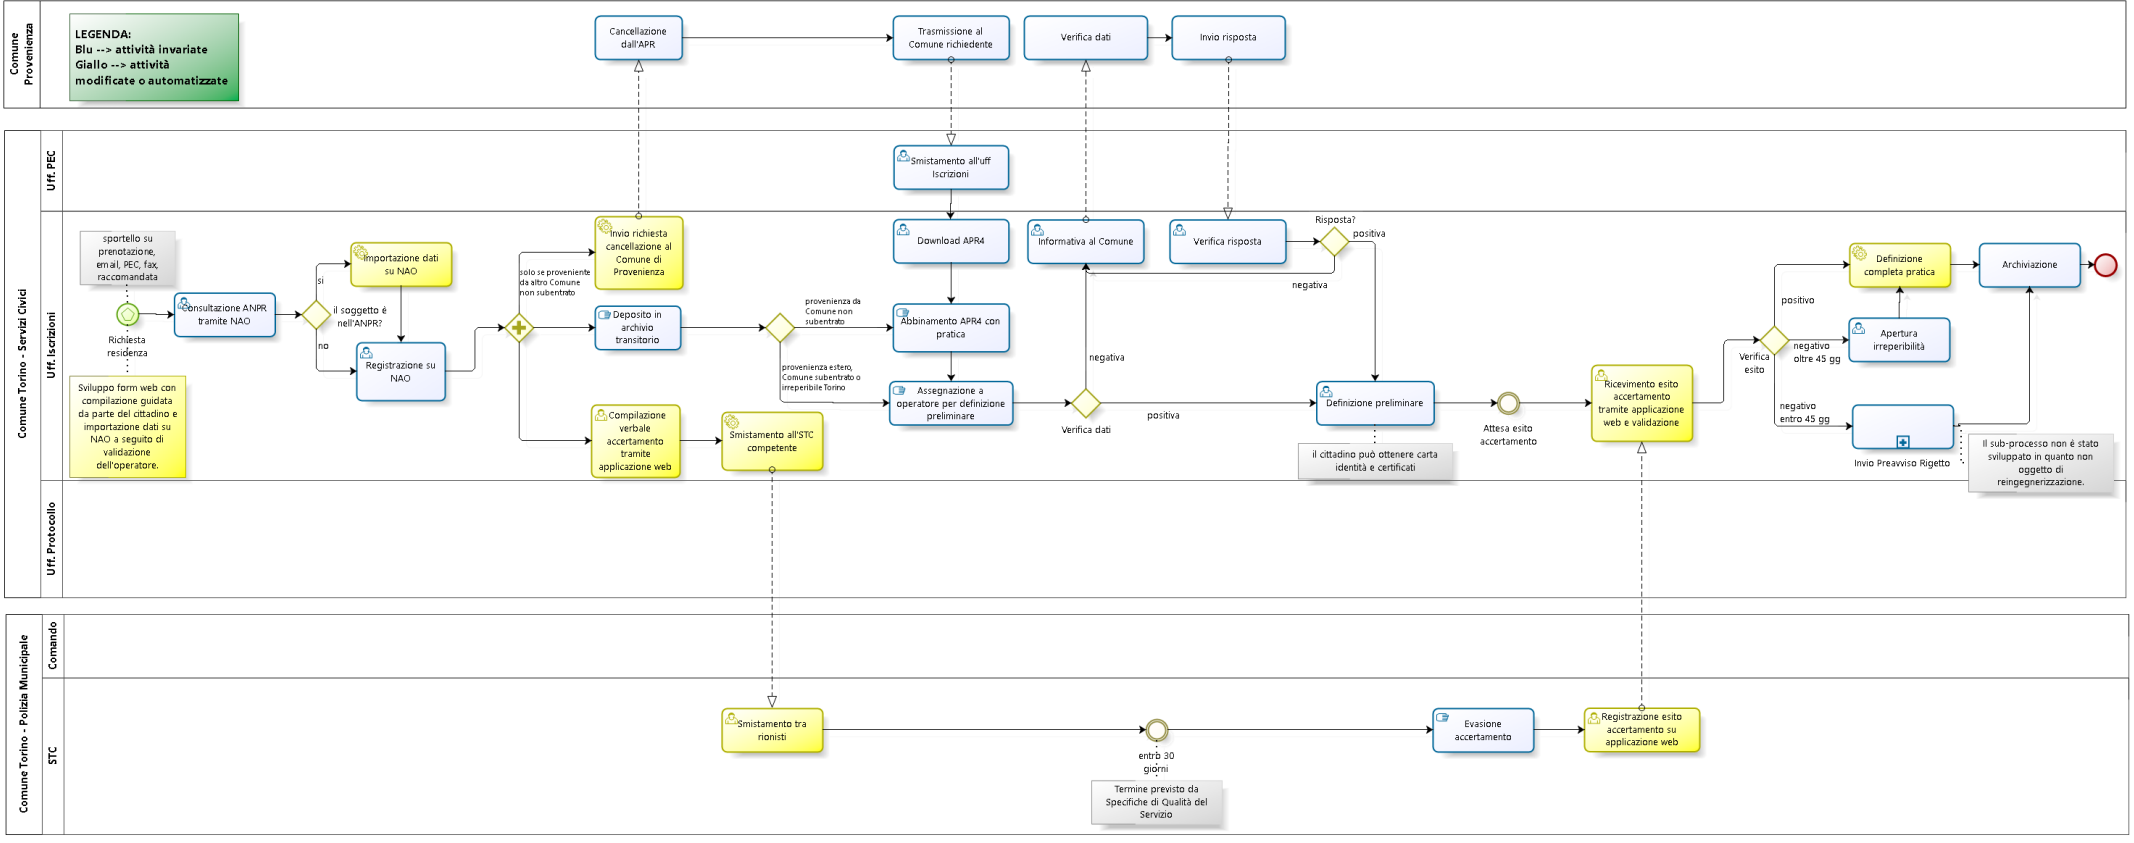 Comune
Provenienza
LEGENDA:
Blu --> attività invariate
Giallo --> attività
modificate o automatizzate
Cancellazione
dall'APR
Trasmissione al
Comune richiedente
Verifica dati
Invio risposta
Comune Torino - Servizi Civici
Uff. PEC
Smistamento all'uff
Iscrizioni
Uff. Iscrizioni
sportello su
prenotazione,
email, PEC, fax,
raccomandata
Richiesta
residenza
Sviluppo form web con
compilazione guidata
da parte del cittadino e
importazione dati su
NAO a seguito di
validazione
dell'operatore.
Consultazione ANPR
tramite NAO
si
il soggetto é
nell'ANPR?
no
Importazione dati
su NAO
Registrazione su
NAO
solo se proveniente
da altro Comune
non subentrato
Invio richiesta
cancellazione al
Comune di
Provenienza
Deposito in
archivio
transitorio
Compilazione
verbale
accertamento
tramite
applicazione web
Smistamento all'STC
competente
provenienza da
Comune non
subentrato
provenienza estero,
Comune subentrato o
irreperibile Torino
Download APR4
Abbinamento APR4 con
pratica
Assegnazione a
operatore per definizione
preliminare
Informativa al Comune
negativa
Verifica dati
positiva
Verifica risposta
Risposta?
positiva
negativa
Definizione preliminare
il cittadino può ottenere carta
identità e certificati
Attesa esito
accertamento
Ricevimento esito
accertamento
tramite applicazione
web e validazione
Verifica
esito
positivo
negativo
oltre 45 gg
negativo
entro 45 gg
Definizione
completa pratica
Apertura
irreperibilità
Invio Preavviso Rigetto
Archiviazione
Il sub-processo non é stato
sviluppato in quanto non
oggetto di
reingegnerizzazione.
Uff. Protocollo
Comune Torino - Polizia Municipale
Comando
STC
Smistamento tra
rionisti
entro 30
giorni
Termine previsto da
Specifiche di Qualità del
Servizio
Evasione
accertamento
Registrazione esito
accertamento su
applicazione web